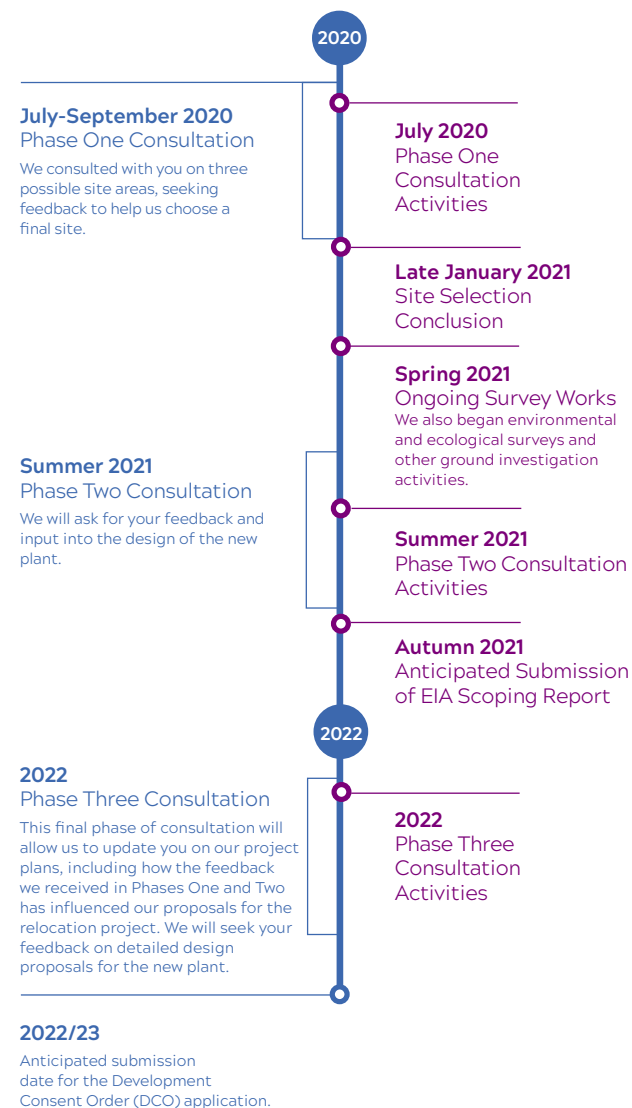 2020
July-September 2020
Phase One Consultation
We consulted with you on three
possible site areas, seeking
feedback to help us choose a
final site.
July 2020
Phase One
Consultation
Activities
Late January 2021
Site Selection
Conclusion
Spring 2021
Ongoing Survey Works
We also began environmental
and ecological surveys and
other ground investigation
activities.
Summer 2021
Phase Two Consultation
We will ask for your feedback and
input into the design of the new
plant.
Summer 2021
Phase Two Consultation
Activities
Autumn 2021
Anticipated Submission
of EIA Scoping Report
2022
2022
Phase Three Consultation
This final phase of consultation will
allow us to update you on our project
plans, including how the feedback
we received in Phases One and Two
has influenced our proposals for the
relocation project. We will seek your
feedback on detailed design
proposals for the new plant.
2022
Phase Three
Consultation
Activities
2022/23
Anticipated submission
date for the Development
Consent Order (DCO) application.